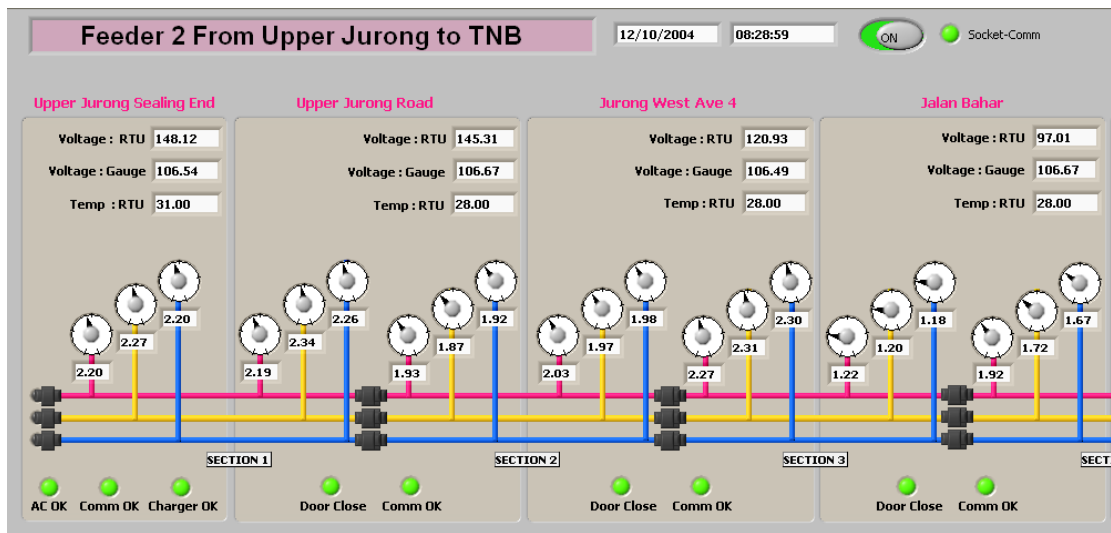 Feeder 2 From Upper Jurong to TNB
12/10/2004
08:28:59
ON
Socket-Comm
Upper Jurong Sealing End
Voltage : RTU 148.12
Voltage : Gauge 106.54
Temp : RTU 31.00
2.20
2.27
2.20
AC OK Comm OK Charger OK
Upper Jurong Road
Voltage : RTU 145.31
Voltage : Gauge 106.67
Temp : RTU 28.00
2.26
2.34
2.19
1.92
1.87
1.93
SECTION 1
Door Close Comm OK
Jurong West Ave 4
Voltage : RTU 120.93
Voltage : Gauge 106.49
Temp : RTU 28.00
1.98
1.97
2.03
2.30
2.31
2.27
SECTION 2
Door Close Comm OK
Jalan Bahar
Voltage : RTU 97.01
Voltage : Gauge 106.67
Temp : RTU 28.00
1.18
1.20
1.22
1.67
1.72
1.92
SECTION 3
SECT
Door Close Comm OK